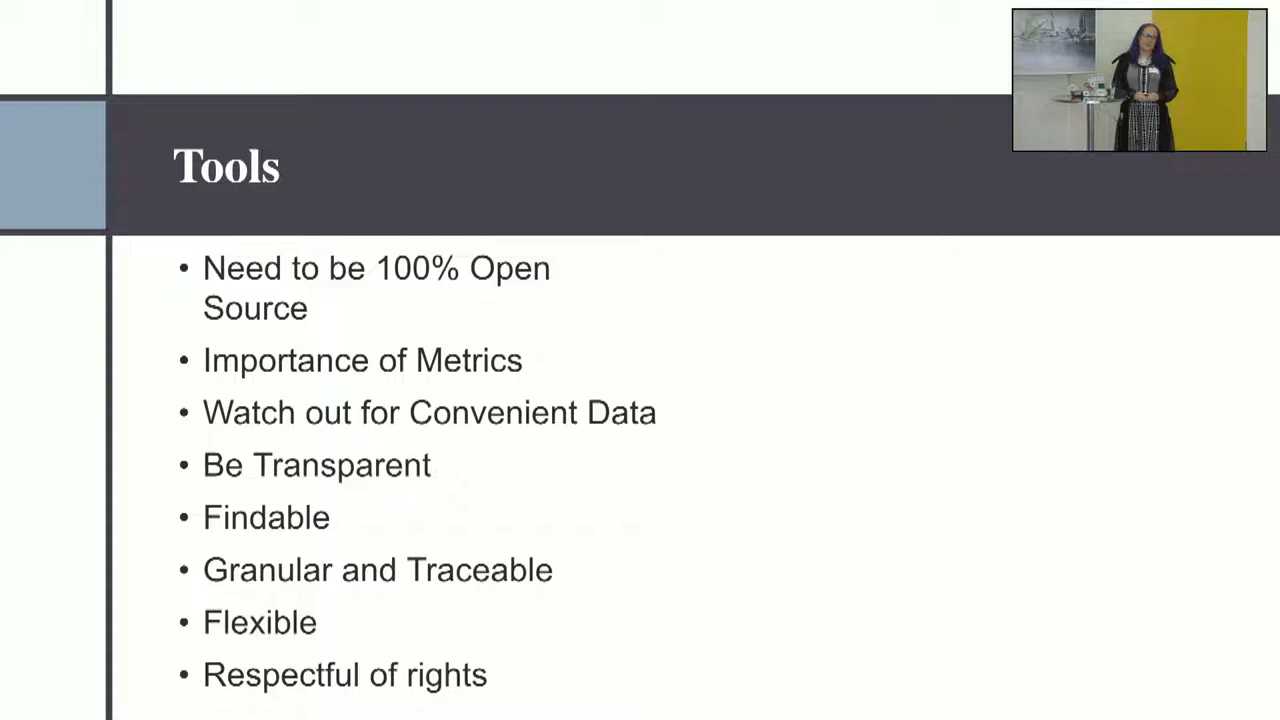 Tools
• Need to be 100% Open
Source
• Importance of Metrics
• Watch out for Convenient Data
• Be Transparent
• Findable
• Granular and Traceable
• Flexible
• Respectful of rights